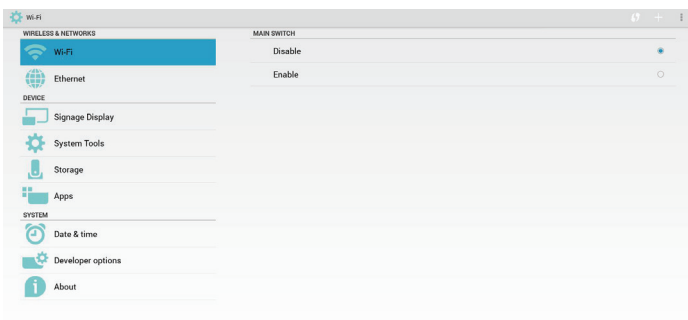 Wi-Fi
WIRELESS & NETWORKS
Wi-Fi
Ethernet
DEVICE
Signage Display
System Tools
Storage
Apps
SYSTEM
Date & time
Developer options
About
MAIN SWITCH
Disable
Enable